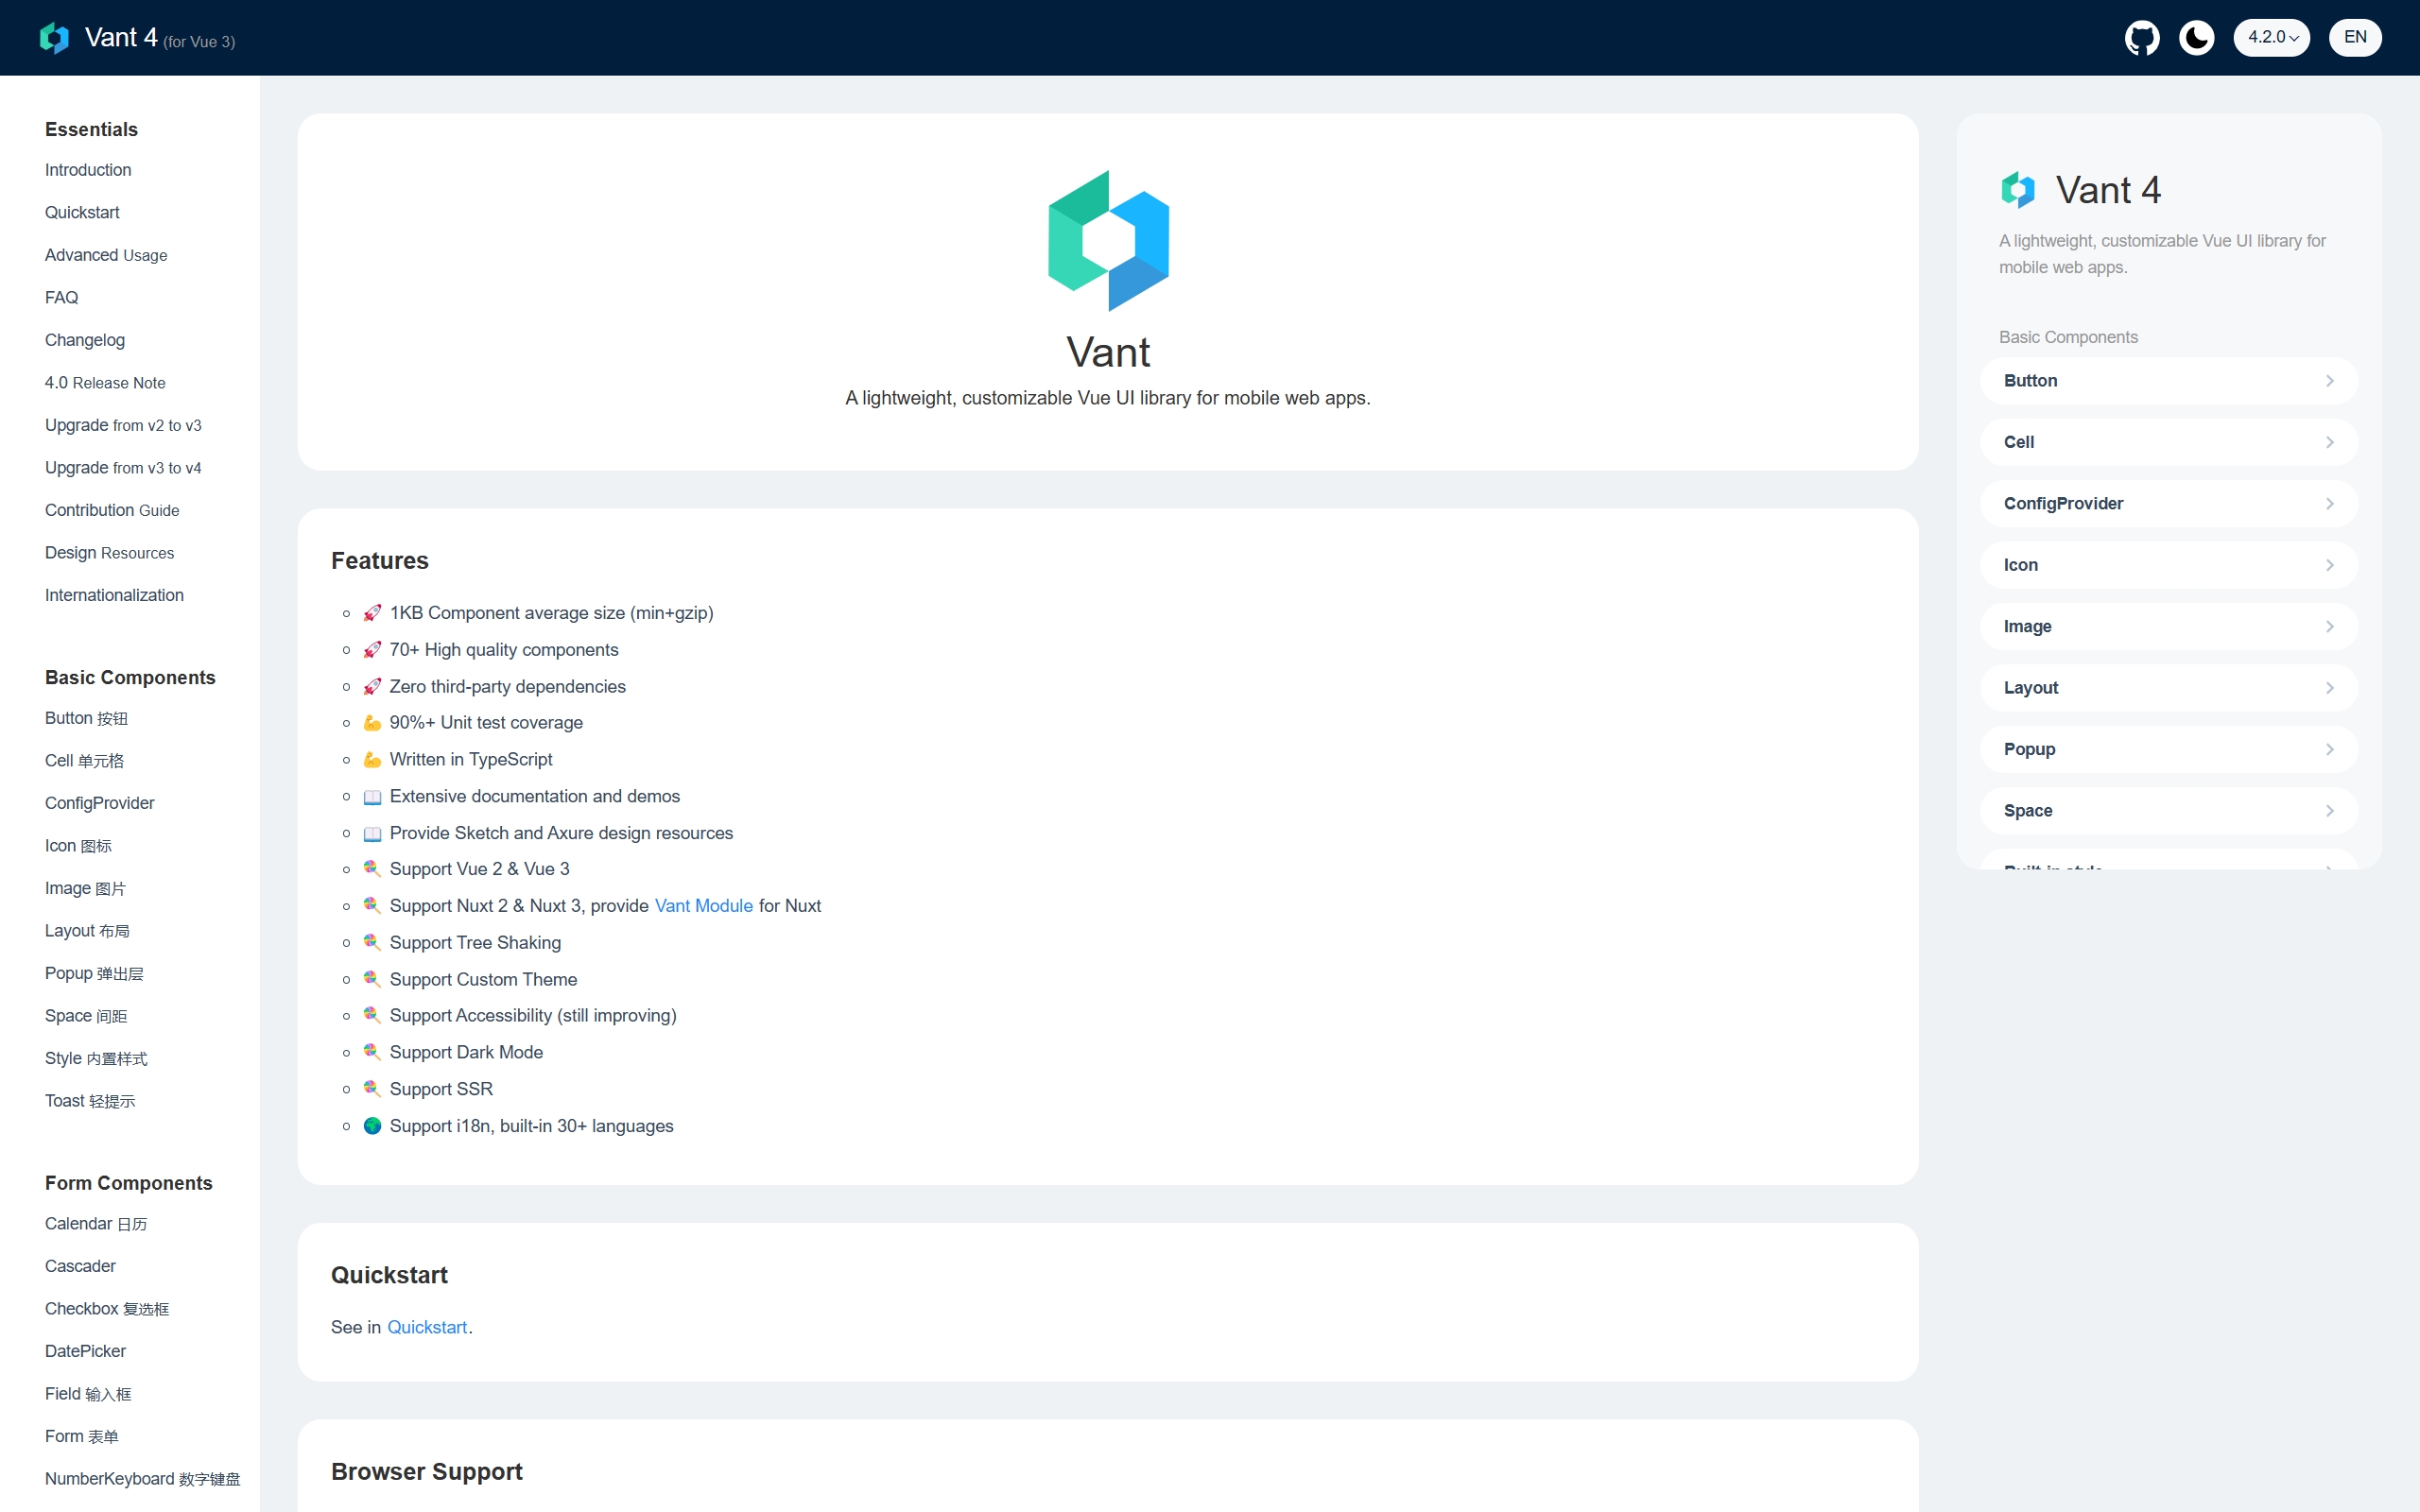 Vant 4 (for Vue 3)
4.2.0
EN
Essentials
Introduction
Quickstart
Advanced Usage
FAQ
Changelog
4.0 Release Note
Upgrade from v2 to v3
Upgrade from v3 to v4
Contribution Guide
Design Resources
Internationalization
Basic Components
Button 按钮
Cell 单元格
ConfigProvider
Icon 图标
Image 图片
Layout 布局
Popup 弹出层
Space 间距
Style 内置样式
Toast 轻提示
Form Components
Calendar 日历
Cascader
Checkbox 复选框
DatePicker
Field 输入框
Form 表单
NumberKeyboard 数字键盘
Vant
A lightweight, customizable Vue UI library for mobile web apps.
Features
🚀 1KB Component average size (min+gzip)
🚀 70+ High quality components
🚀 Zero third-party dependencies
💪 90%+ Unit test coverage
💪 Written in TypeScript
📖 Extensive documentation and demos
📖 Provide Sketch and Axure design resources
🍭 Support Vue 2 & Vue 3
🍭 Support Nuxt 2 & Nuxt 3, provide Vant Module for Nuxt
🍭 Support Tree Shaking
🍭 Support Custom Theme
🍭 Support Accessibility (still improving)
🍭 Support Dark Mode
🍭 Support SSR
🌍 Support i18n, built-in 30+ languages
Quickstart
See in Quickstart.
Browser Support
Vant 4
A lightweight, customizable Vue UI library for
mobile web apps.
Basic Components
Button
Cell
ConfigProvider
Icon
Image
Layout
Popup
Space
Built-in style